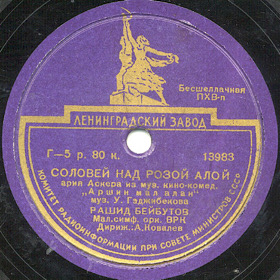 Бесшеллачная
ПХВ-п
ЛЕНИНГРАДСКИЙ ЗАВОД
Г-5 р. 80 к. 13983
СОЛОВЕЙ НАД РОЗОЙ АЛОЙ
ария Аскера из муз. кино-комед.
„Аршин мал алан"
муз. У. Гаджибекова
РАШИД БЕЙБУТОВ
Мал. симф. орк. ВРК
Дириж. А. Ковалев
КОМИТЕТ РАДИОИНФОРМАЦИИ ПРИ СОВЕТЕ МИНИСТРОВ СССР